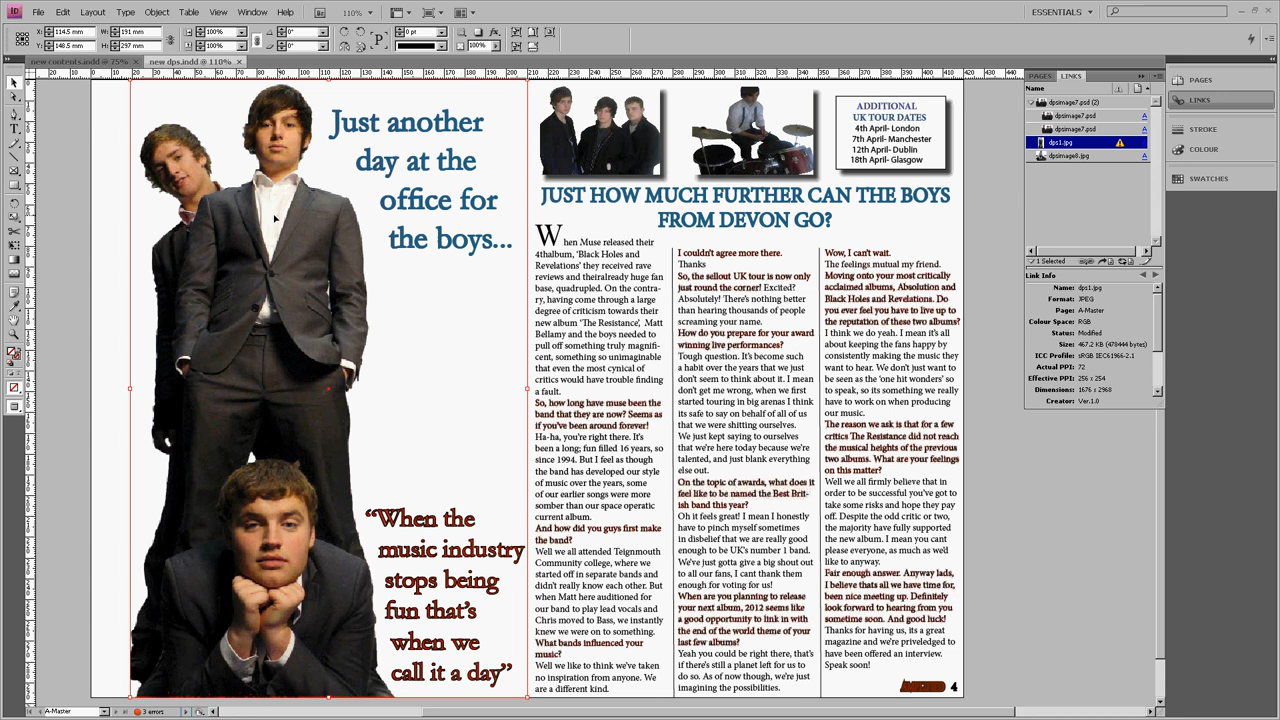 File Edit Layout Type Object Table View Window Help 110% ESSENTIALS
X: 114.5 mm W: 191 mm 100% 0° 0 pt
Y: 148.5 mm H: 297 mm 100% 0° 100%
new contents.indd @ 75% × new dps.indd @ 110% ×
Just another
day at the
office for
the boys...
“When the
music industry
stops being
fun that’s
when we
call it a day”
ADDITIONAL
UK TOUR DATES
4th April- London
7th April- Manchester
12th April- Dublin
18th April- Glasgow
JUST HOW MUCH FURTHER CAN THE BOYS
FROM DEVON GO?
When Muse released their
4thalbum, ‘Black Holes and
Revelations’ they received rave
reviews and theiralready huge fan
base, quadrupled. On the contra-
ry, having come through a large
degree of criticism towards their
new album ‘The Resistance’, Matt
Bellamy and the boys needed to
pull off something truly magnifi-
cent, something so unimaginable
that even the most cynical of
critics would have trouble finding
a fault.
So, how long have muse been the
band that they are now? Seems as
if you’ve been around forever!
Ha-ha, you’re right there. It’s
been a long; fun filled 16 years, so
since 1994. But I feel as though
the band has developed our style
of music over the years, some
of our earlier songs were more
somber than our space operatic
current album.
And how did you guys first make
the band?
Well we all attended Teignmouth
Community college, where we
started off in separate bands and
didn’t really know each other. But
when Matt here auditioned for
our band to play lead vocals and
Chris moved to Bass, we instantly
knew we were on to something.
What bands influenced your
music?
Well we like to think we’ve taken
no inspiration from anyone. We
are a different kind.
I couldn’t agree more there.
Thanks
So, the sellout UK tour is now only
just round the corner! Excited?
Absolutely! There’s nothing better
than hearing thousands of people
screaming your name.
How do you prepare for your award
winning live performances?
Tough question. It’s become such
a habit over the years that we just
don’t seem to think about it. I mean
don’t get me wrong, when we first
started touring in big arenas I think
its safe to say on behalf of all of us
that we were shitting ourselves.
We just kept saying to ourselves
that we’re here today because we’re
talented, and just blank everything
else out.
On the topic of awards, what does it
feel like to be named the Best Brit-
ish band this year?
Oh it feels great! I mean I honestly
have to pinch myself sometimes
in disbelief that we are really good
enough to be UK’s number 1 band.
We’ve just gotta give a big shout out
to all our fans, I cant thank them
enough for voting for us!
When are you planning to release
your next album, 2012 seems like
a good opportunity to link in with
the end of the world theme of your
last few albums?
Yeah you could be right there, that’s
if there’s still a planet left for us to
do so. As of now though, we’re just
imagining the possibilities.
Wow, I can’t wait.
The feelings mutual my friend.
Moving onto your most critically
acclaimed albums, Absolution and
Black Holes and Revelations. Do
you ever feel you have to live up to
the reputation of these two albums?
I think we do yeah. I mean it’s all
about keeping the fans happy by
consistently making the music they
want to hear. We don’t just want to
be seen as the ‘one hit wonders’ so
to speak, so its something we really
have to work on when producing
our music.
The reason we ask is that for a few
critics The Resistance did not reach
the musical heights of the previous
two albums. What are your feelings
on this matter?
Well we all firmly believe that in
order to be successful you’ve got to
take some risks and hope they pay
off. Despite the odd critic or two,
the majority have fully supported
the new album. I mean you cant
please everyone, as much as we’d
like to anyway.
Fair enough answer. Anyway lads,
I believe thats all we have time for,
been nice meeting up. Definitely
look forward to hearing from you
sometime soon. And good luck!
Thanks for having us, its a great
magazine and we’re priveledged to
have been offered an interview.
Speak soon!
4
PAGES LINKS
Name
dpsimage7.psd (2)
dpsimage7.psd A
dpsimage7.psd A
dps1.jpg
dpsimage8.jpg A
1 Selected
Link Info
Name: dps1.jpg
Format: JPEG
Page: A-Master
Colour Space: RGB
Status: Modified
Size: 467.2 KB (478444 bytes)
ICC Profile: sRGB IEC61966-2.1
Actual PPI: 72
Effective PPI: 256 x 254
Dimensions: 1676 x 2968
Creator: Ver.1.0
PAGES
LINKS
STROKE
COLOUR
SWATCHES
A-Master 3 errors